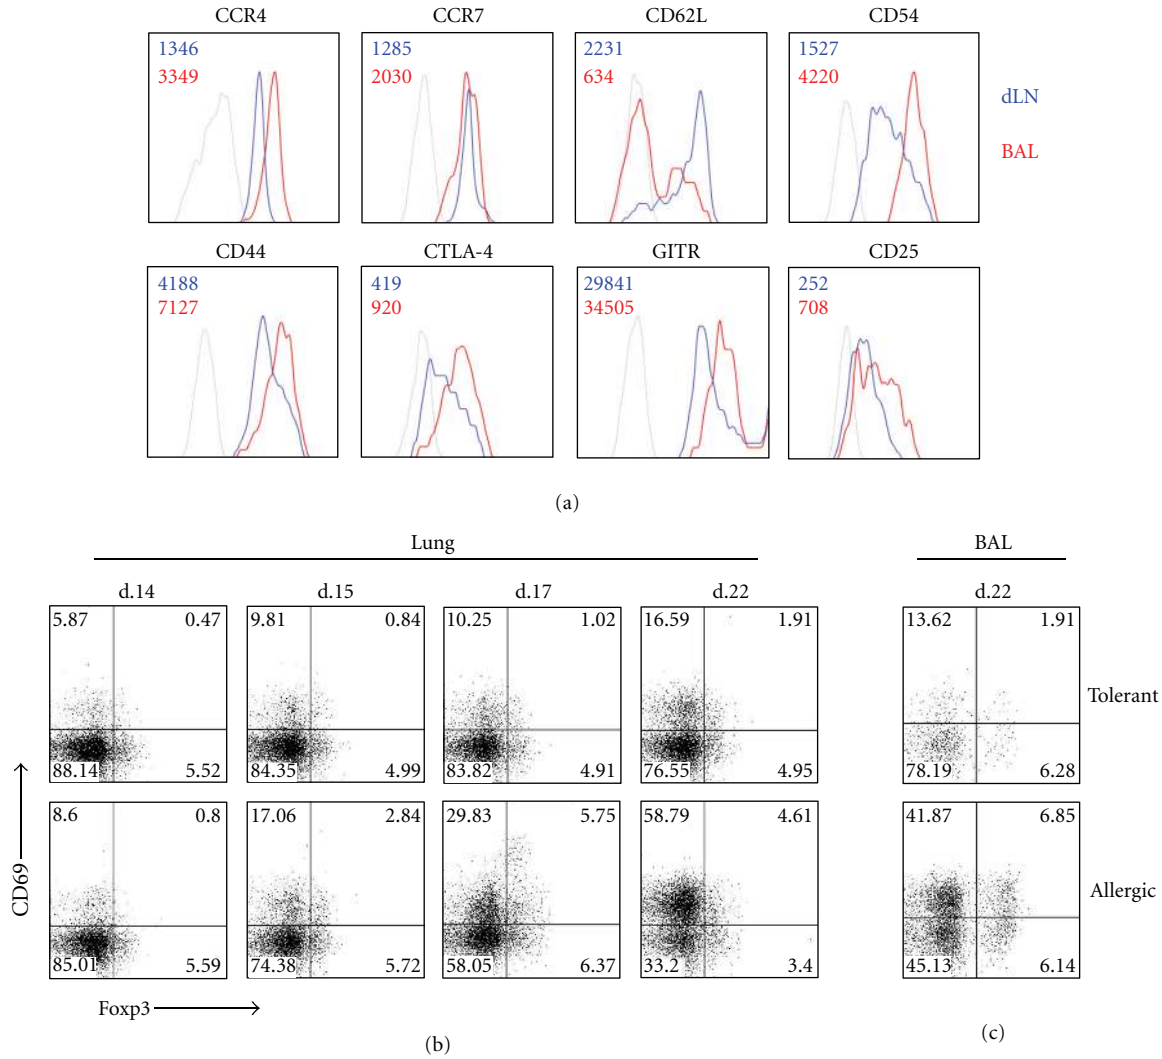 CCR4 CCR7 CD62L CD54
1346 1285 2231 1527
3349 2030 634 4220
dLN
BAL
CD44 CTLA-4 GITR CD25
4188 419 29841 252
7127 920 34505 708
(a)
Lung BAL
d.14 d.15 d.17 d.22 d.22
5.87 0.47 9.81 0.84 10.25 1.02 16.59 1.91 13.62 1.91
Tolerant
88.14 5.52 84.35 4.99 83.82 4.91 76.55 4.95 78.19 6.28
8.6 0.8 17.06 2.84 29.83 5.75 58.79 4.61 41.87 6.85
CD69
Allergic
85.01 5.59 74.38 5.72 58.05 6.37 33.2 3.4 45.13 6.14
Foxp3
(b) (c)